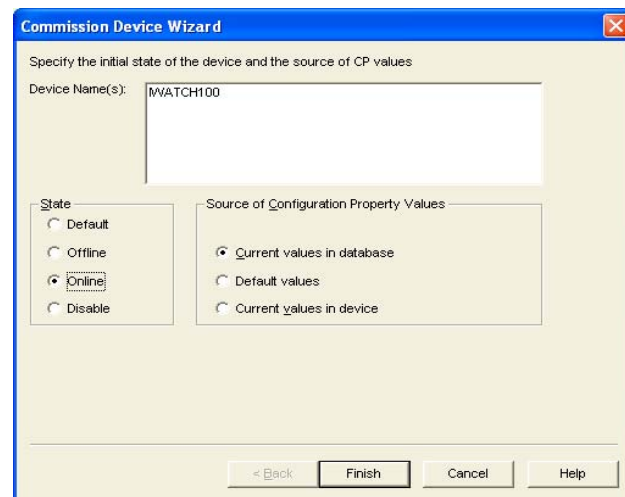 Commission Device Wizard
Specify the initial state of the device and the source of CP values
Device Name(s):
IWATCH100
State
Default
Offline
Online
Disable
Source of Configuration Property Values
Current values in database
Default values
Current values in device
< Back
Finish
Cancel
Help